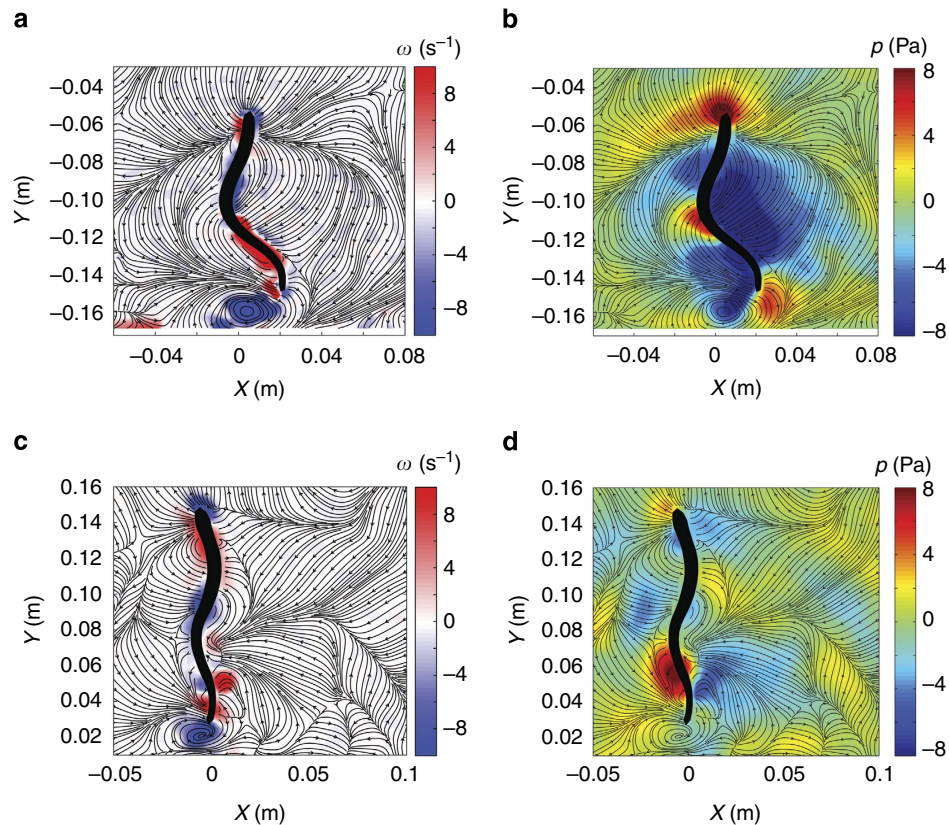 a
ω (s–1)
–0.04
–0.06
–0.08
–0.10
–0.12
–0.14
–0.16
Y (m)
–0.04 0 0.04 0.08
X (m)
8
4
0
–4
–8
b
p (Pa)
–0.04
–0.06
–0.08
–0.10
–0.12
–0.14
–0.16
Y (m)
–0.04 0 0.04 0.08
X (m)
8
4
0
–4
–8
c
ω (s–1)
0.16
0.14
0.12
0.10
0.08
0.06
0.04
0.02
Y (m)
–0.05 0 0.05 0.1
X (m)
8
4
0
–4
–8
d
p (Pa)
0.16
0.14
0.12
0.10
0.08
0.06
0.04
0.02
Y (m)
–0.05 0 0.05 0.1
X (m)
8
4
0
–4
–8